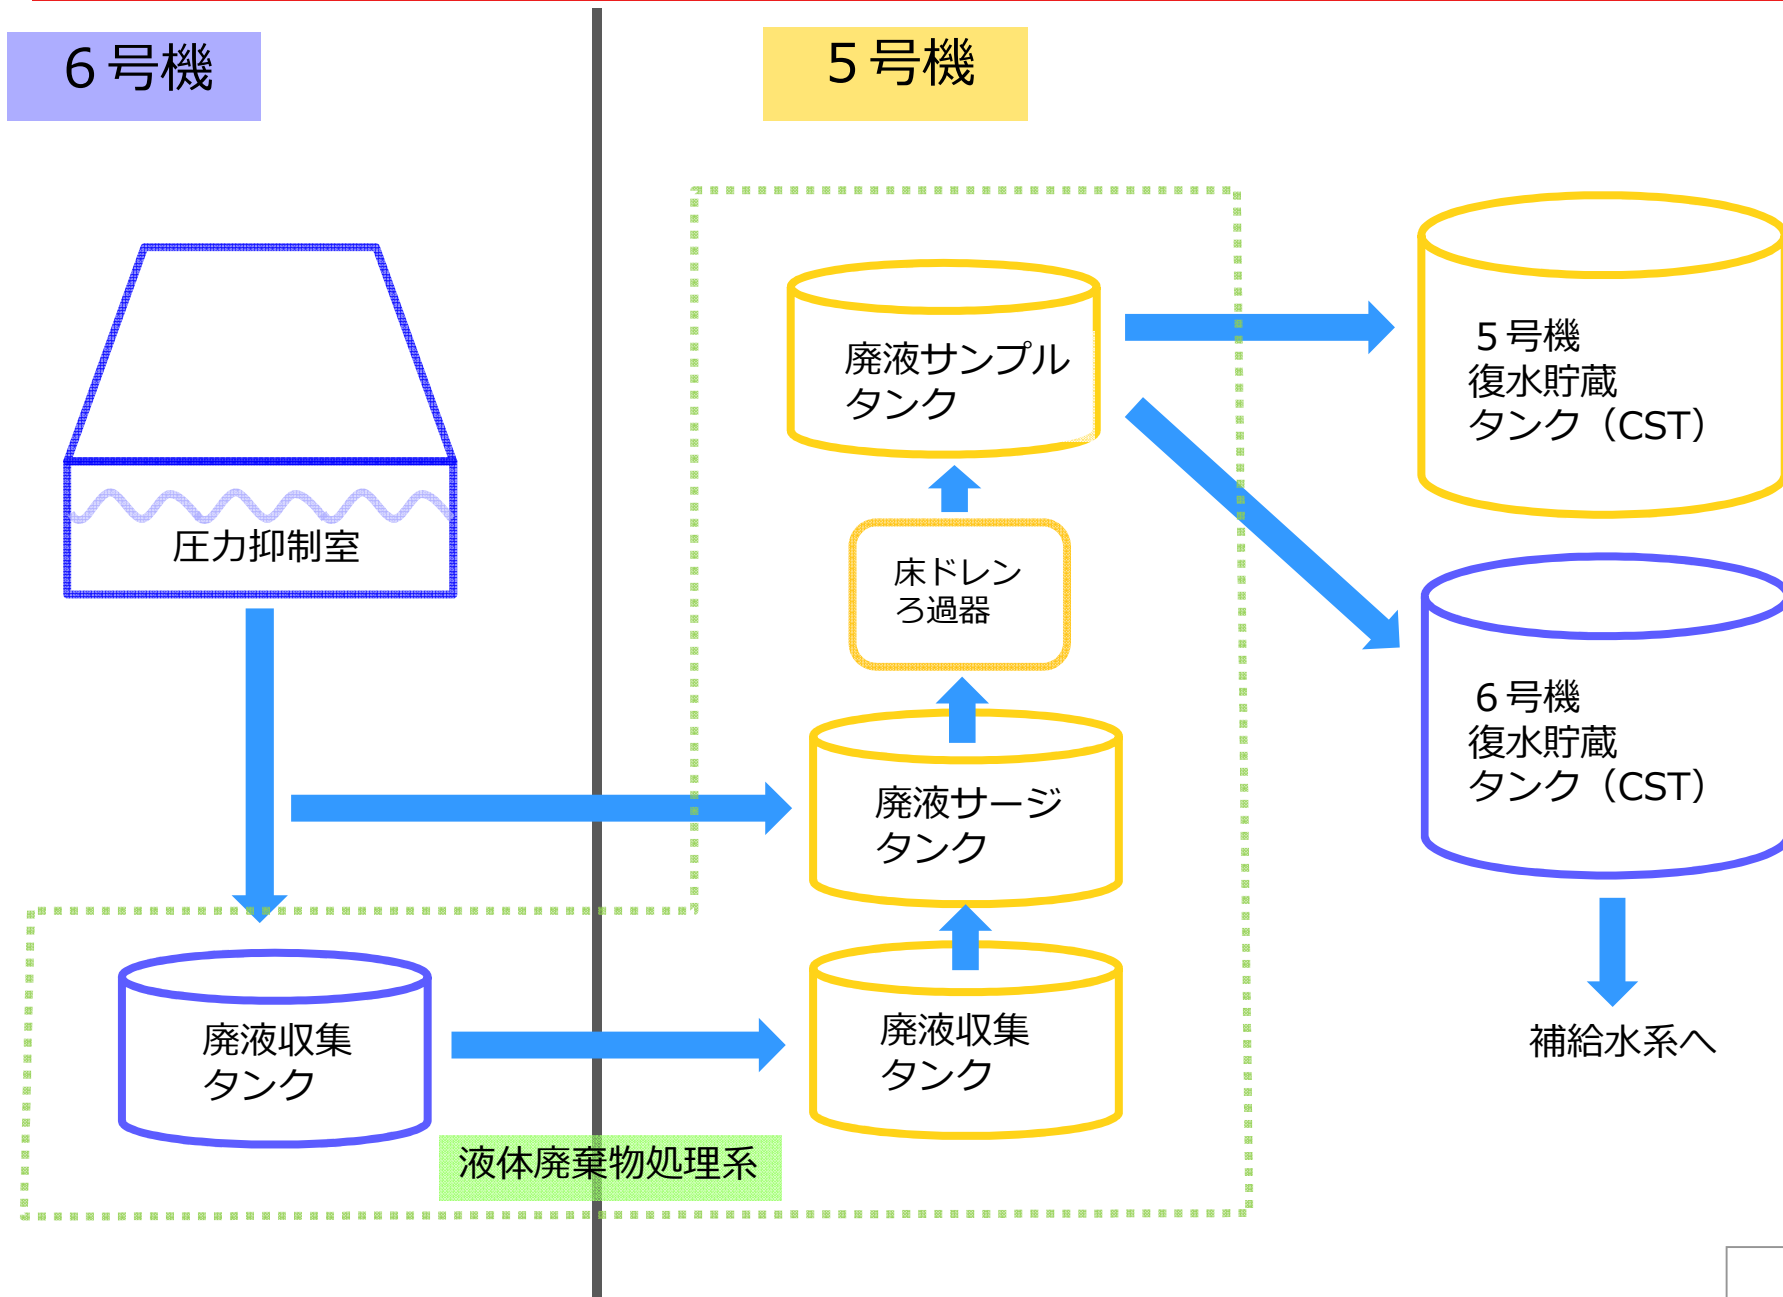 6号機
5号機
圧力抑制室
廃液収集
タンク
液体廃棄物処理系
廃液サンプル
タンク
床ドレン
ろ過器
廃液サージ
タンク
廃液収集
タンク
5号機
復水貯蔵
タンク（CST）
6号機
復水貯蔵
タンク（CST）
補給水系へ